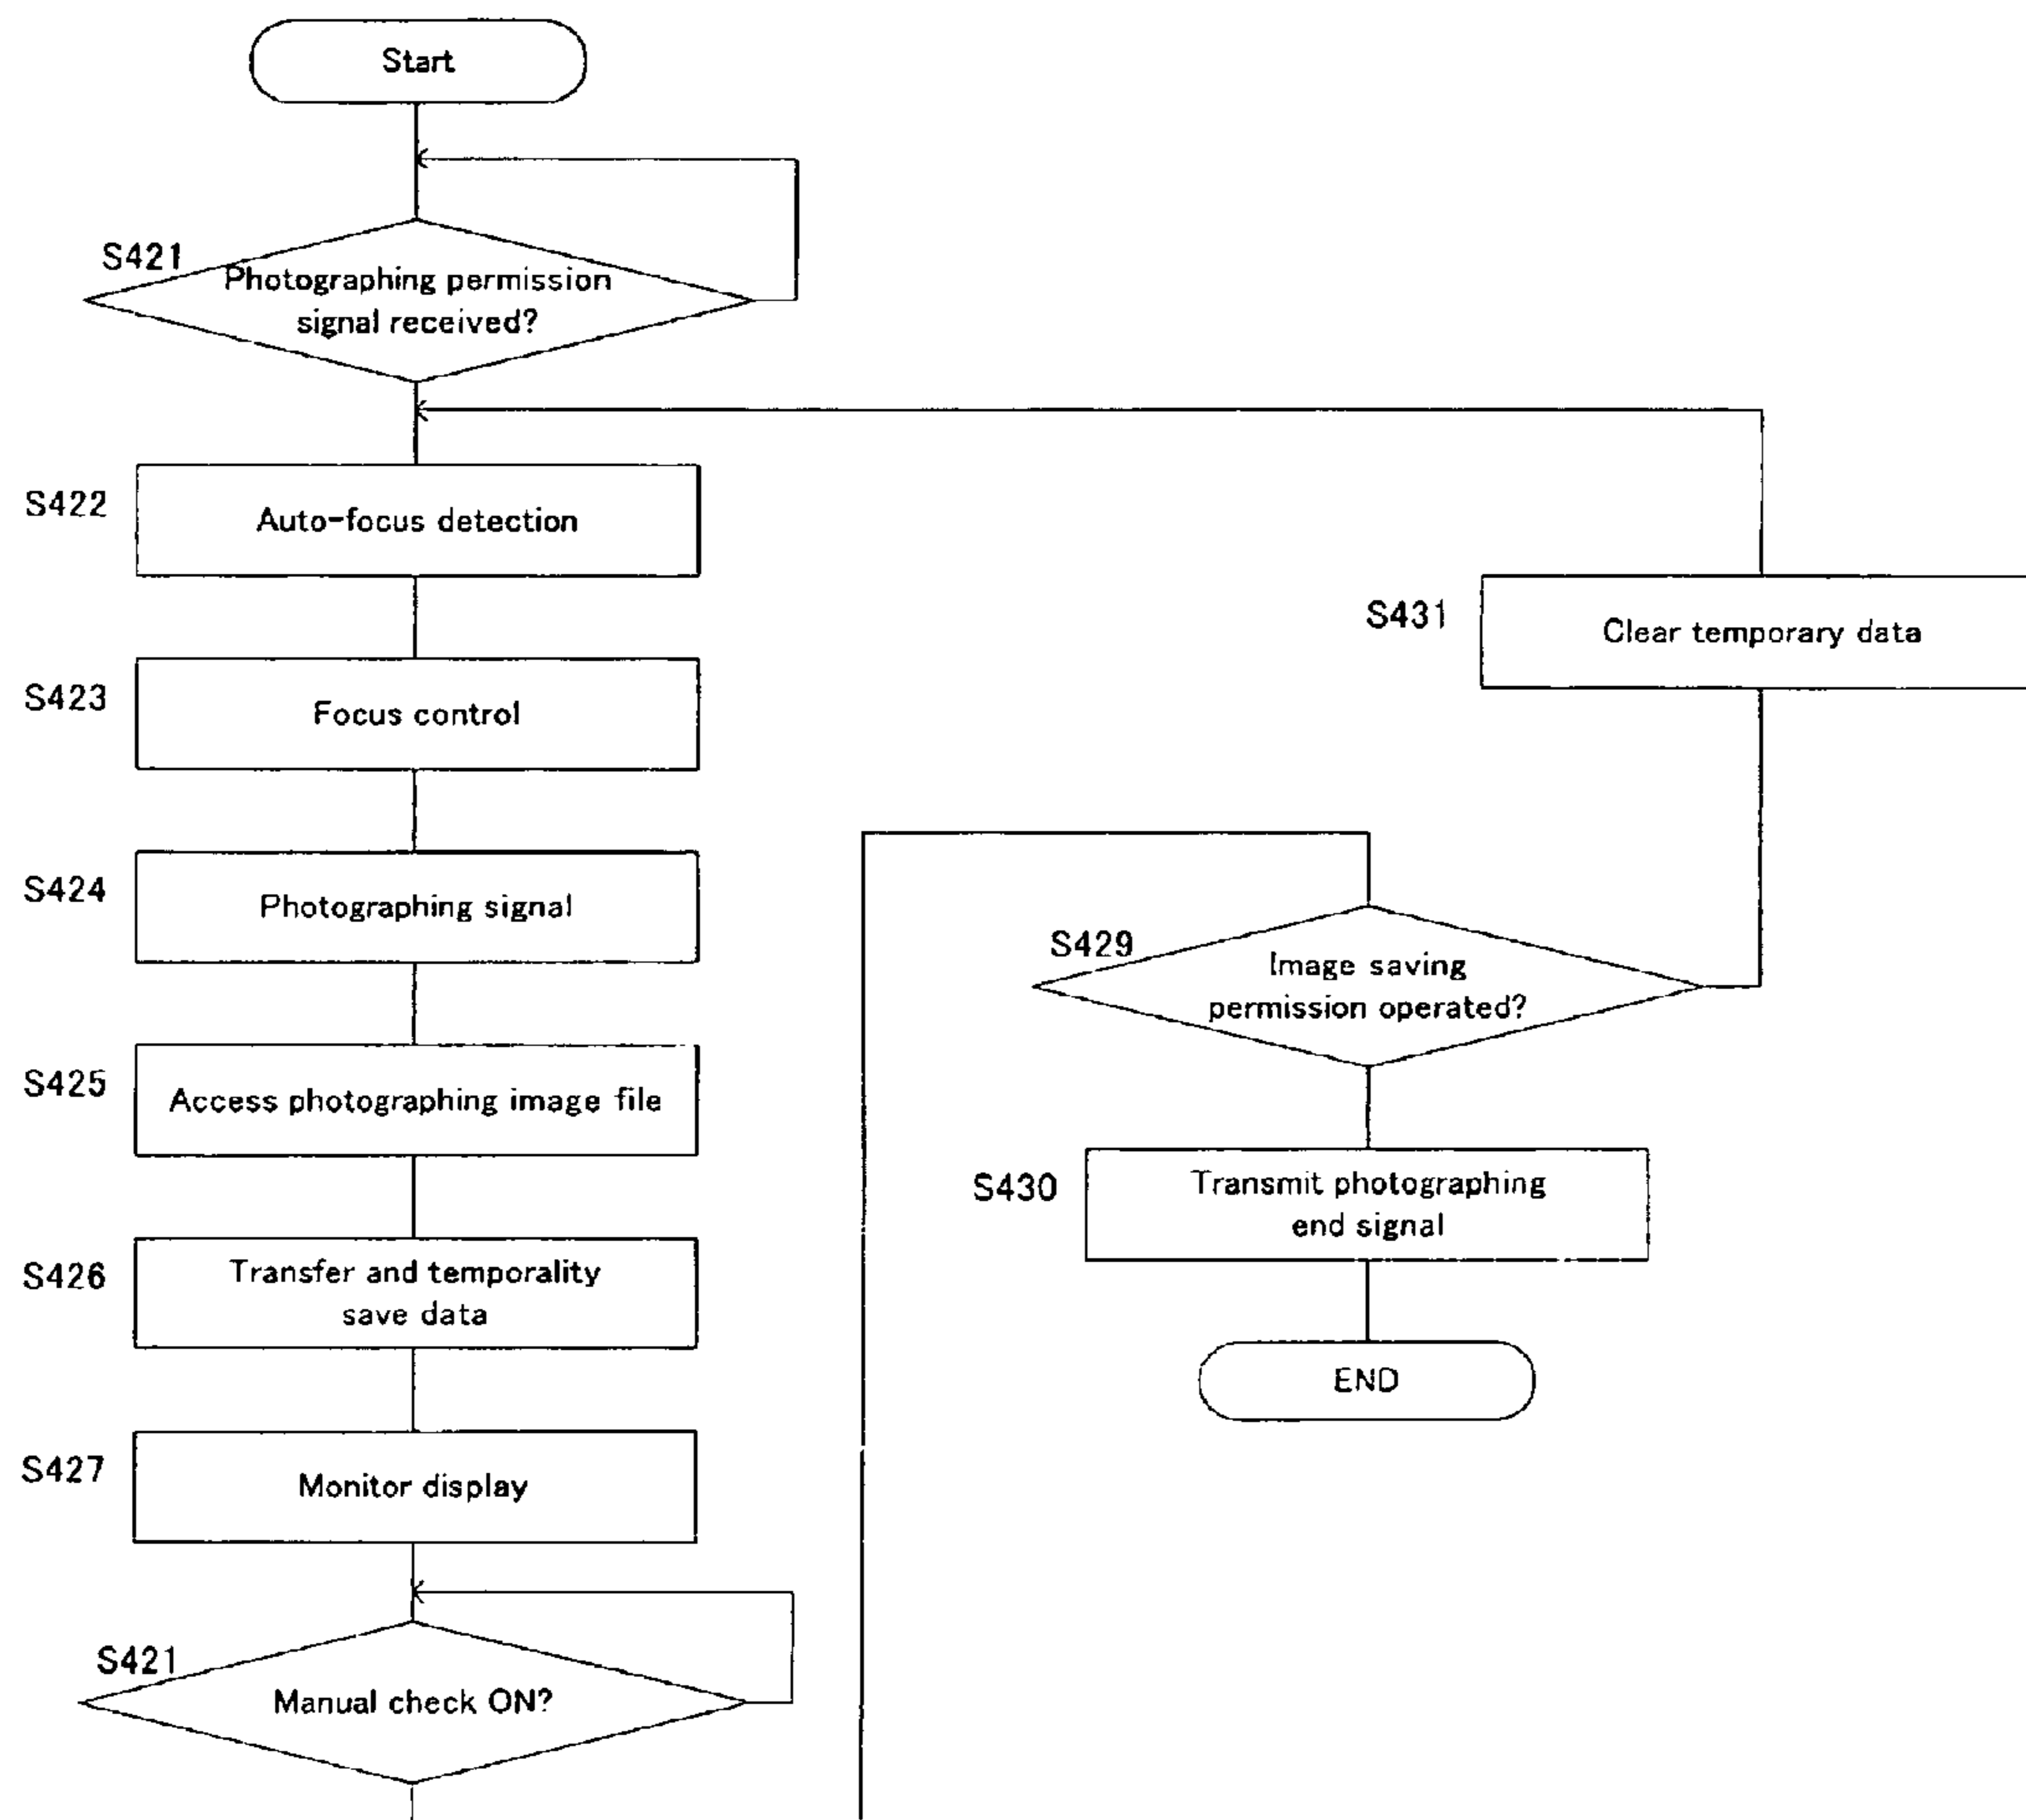 Start
S421
Photographing permission
signal received?
S422
Auto-focus detection
S423
Focus control
S424
Photographing signal
S425
Access photographing image file
S426
Transfer and temporality
save data
S427
Monitor display
S421
Manual check ON?
S431
Clear temporary data
S429
Image saving
permission operated?
S430
Transmit photographing
end signal
END